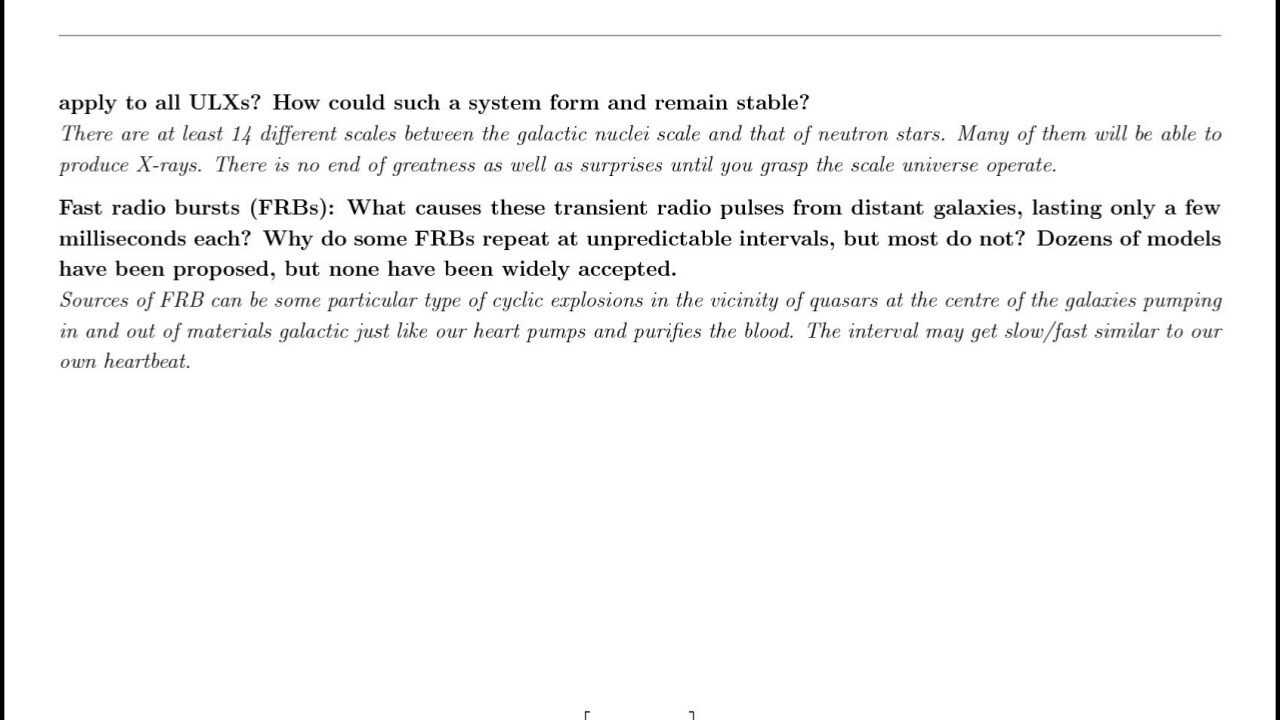 apply to all ULXs? How could such a system form and remain stable?
There are at least 14 different scales between the galactic nuclei scale and that of neutron stars. Many of them will be able to
produce X-rays. There is no end of greatness as well as surprises until you grasp the scale universe operate.
Fast radio bursts (FRBs): What causes these transient radio pulses from distant galaxies, lasting only a few
milliseconds each? Why do some FRBs repeat at unpredictable intervals, but most do not? Dozens of models
have been proposed, but none have been widely accepted.
Sources of FRB can be some particular type of cyclic explosions in the vicinity of quasars at the centre of the galaxies pumping
in and out of materials galactic just like our heart pumps and purifies the blood. The interval may get slow/fast similar to our
own heartbeat.